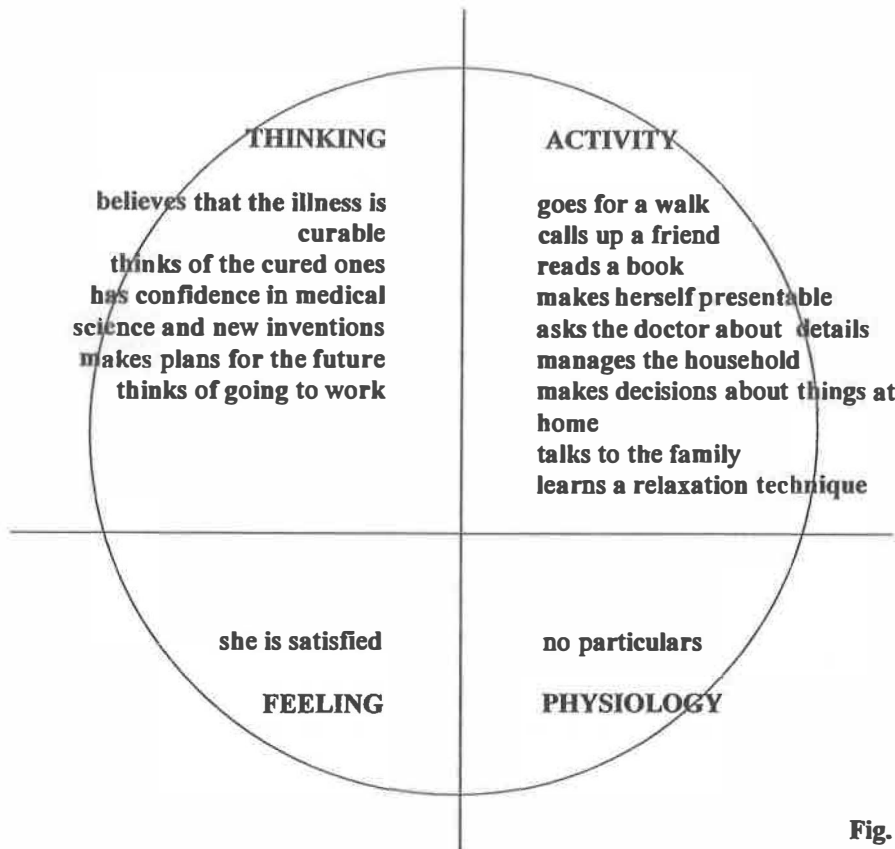 THINKING
believes that the illness is
curable
thinks of the cured ones
has confidence in medical
science and new inventions
makes plans for the future
thinks of going to work
ACTIVITY
goes for a walk
calls up a friend
reads a book
makes herself presentable
asks the doctor about details
manages the household
makes decisions about things at
home
talks to the family
learns a relaxation technique
she is satisfied
FEELING
no particulars
PHYSIOLOGY
Fig.